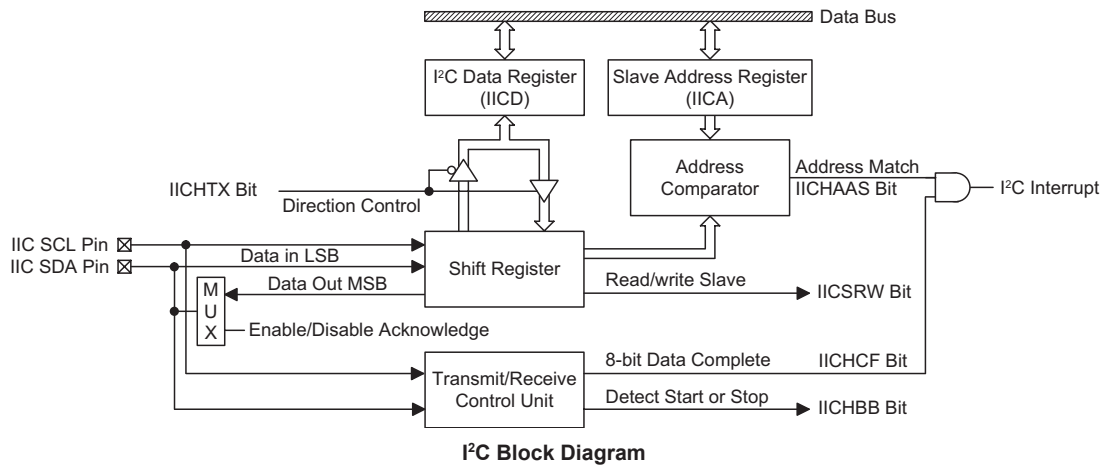 Data Bus
I²C Data Register
(IICD)
Slave Address Register
(IICA)
Address
Comparator
Address Match
IICHAAS Bit
I²C Interrupt
IICHTX Bit
Direction Control
IIC SCL Pin
IIC SDA Pin
Data in LSB
Shift Register
Data Out MSB
Read/write Slave
IICSRW Bit
M
U
X
Enable/Disable Acknowledge
Transmit/Receive
Control Unit
8-bit Data Complete
IICHCF Bit
Detect Start or Stop
IICHBB Bit
I²C Block Diagram